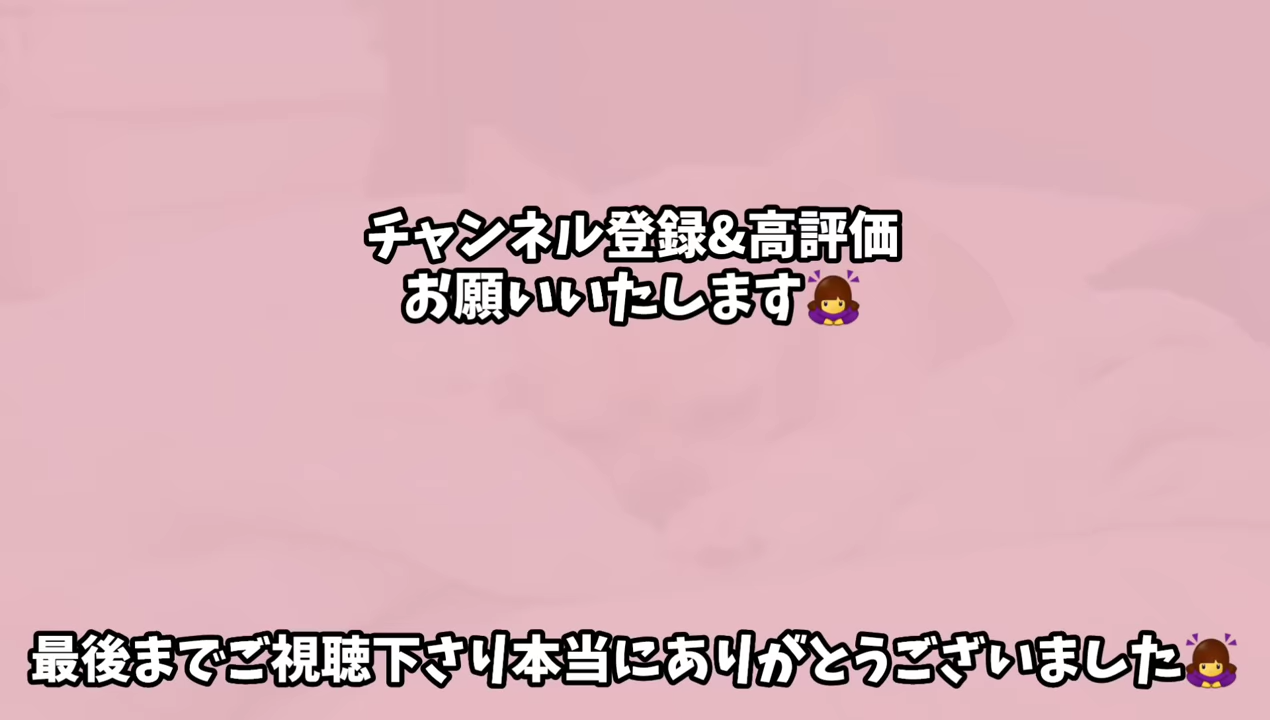 チャンネル登録&高評価
お願いいたします🙇‍♀️
最後までご視聴下さり本当にありがとうございました🙇‍♀️